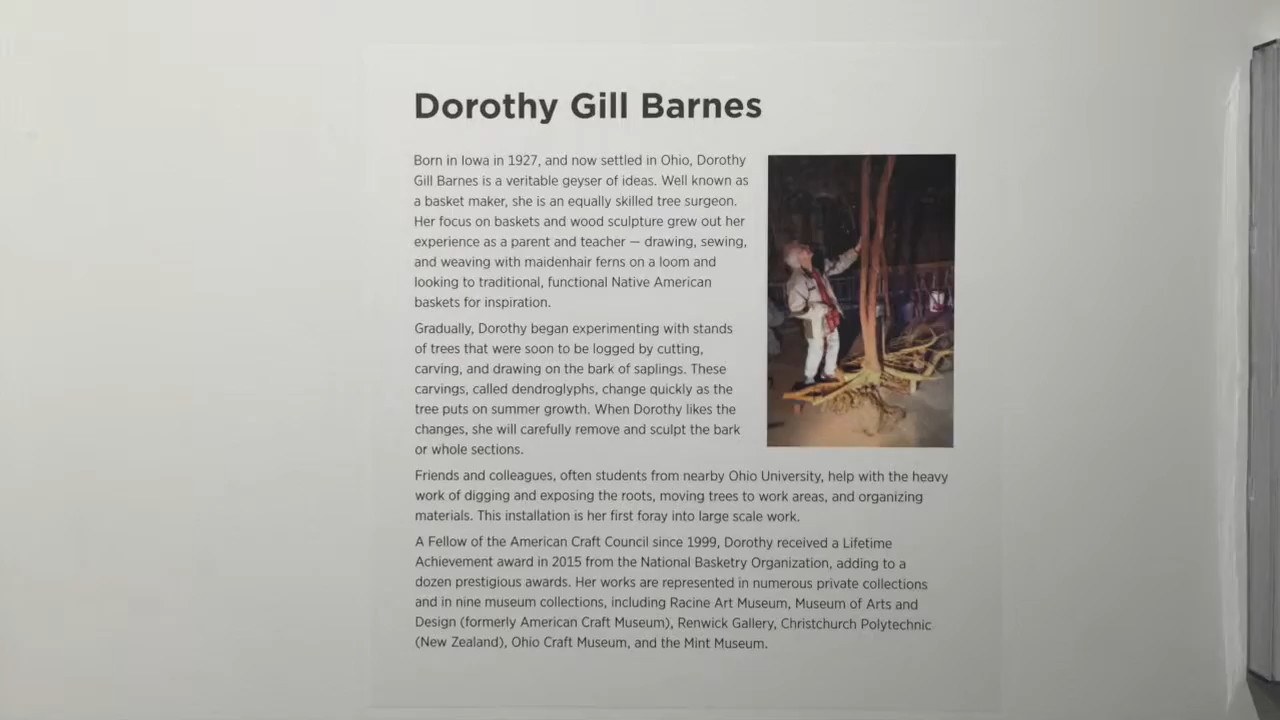 Dorothy Gill Barnes
Born in Iowa in 1927, and now settled in Ohio, Dorothy
Gill Barnes is a veritable geyser of ideas. Well known as
a basket maker, she is an equally skilled tree surgeon.
Her focus on baskets and wood sculpture grew out her
experience as a parent and teacher — drawing, sewing,
and weaving with maidenhair ferns on a loom and
looking to traditional, functional Native American
baskets for inspiration.
Gradually, Dorothy began experimenting with stands
of trees that were soon to be logged by cutting,
carving, and drawing on the bark of saplings. These
carvings, called dendroglyphs, change quickly as the
tree puts on summer growth. When Dorothy likes the
changes, she will carefully remove and sculpt the bark
or whole sections.
Friends and colleagues, often students from nearby Ohio University, help with the heavy
work of digging and exposing the roots, moving trees to work areas, and organizing
materials. This installation is her first foray into large scale work.
A Fellow of the American Craft Council since 1999, Dorothy received a Lifetime
Achievement award in 2015 from the National Basketry Organization, adding to a
dozen prestigious awards. Her works are represented in numerous private collections
and in nine museum collections, including Racine Art Museum, Museum of Arts and
Design (formerly American Craft Museum), Renwick Gallery, Christchurch Polytechnic
(New Zealand), Ohio Craft Museum, and the Mint Museum.